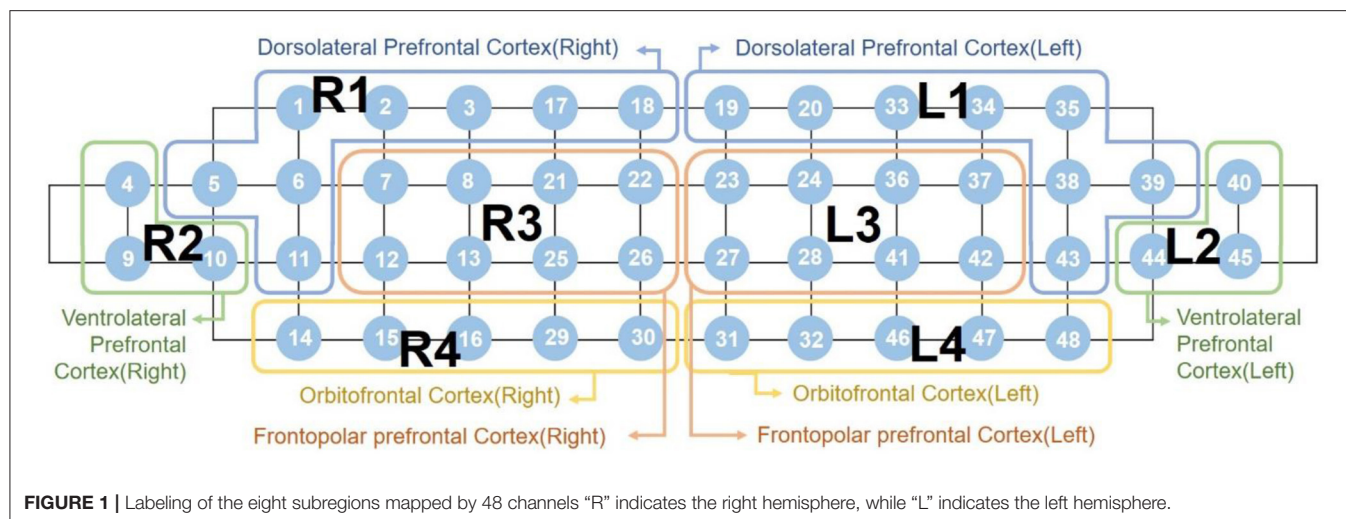 Dorsolateral Prefrontal Cortex(Right)
Dorsolateral Prefrontal Cortex(Left)
R1
L1
1 2 3 17 18 19 20 33 34 35
4 5 6 7 8 21 22 23 24 36 37 38 39 40
R2
R3
L3
L2
9 10 11 12 13 25 26 27 28 41 42 43 44 45
14 15 16 29 30 31 32 46 47 48
R4
L4
Ventrolateral
Prefrontal
Cortex(Right)
Ventrolateral
Prefrontal
Cortex(Left)
Orbitofrontal Cortex(Right)
Orbitofrontal Cortex(Left)
Frontopolar prefrontal Cortex(Right)
Frontopolar prefrontal Cortex(Left)
FIGURE 1 | Labeling of the eight subregions mapped by 48 channels “R” indicates the right hemisphere, while “L” indicates the left hemisphere.